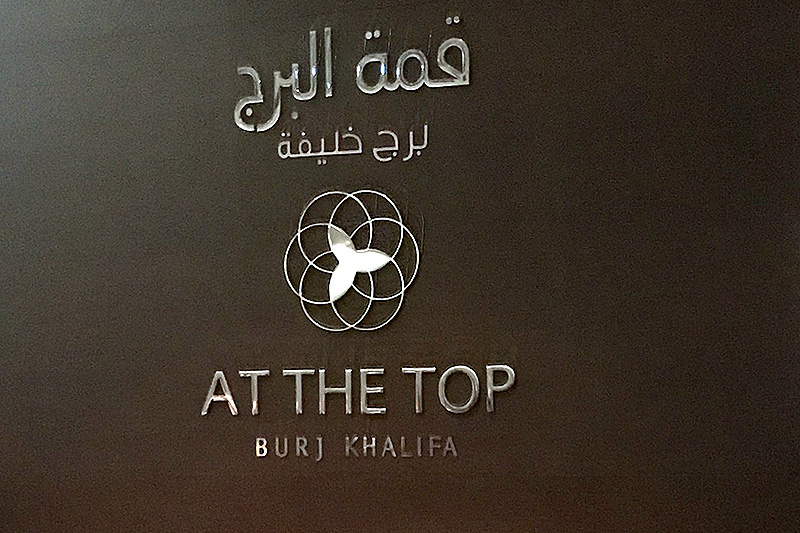 قمة البرج
برج خليفة
AT THE TOP
BURJ KHALIFA